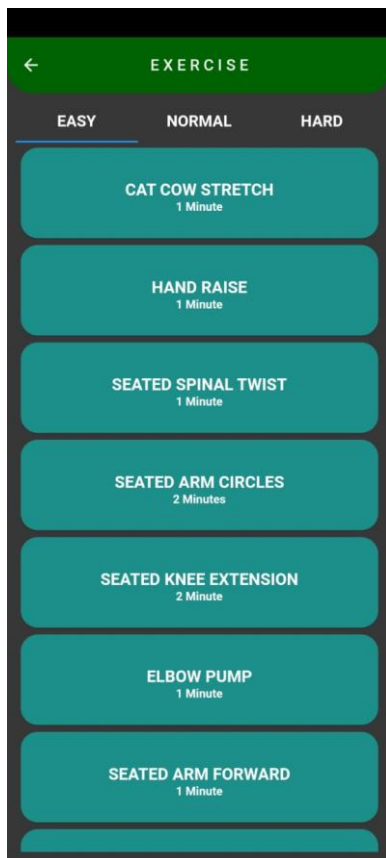 EXERCISE
EASY NORMAL HARD
CAT COW STRETCH
1 Minute
HAND RAISE
1 Minute
SEATED SPINAL TWIST
1 Minute
SEATED ARM CIRCLES
2 Minutes
SEATED KNEE EXTENSION
2 Minute
ELBOW PUMP
1 Minute
SEATED ARM FORWARD
1 Minute